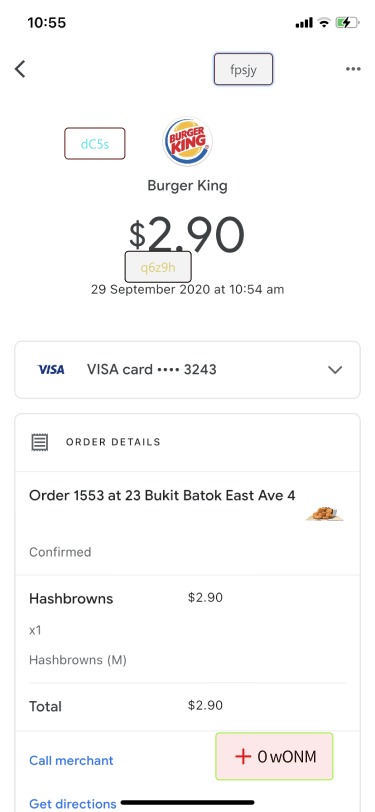 10:55
fpsjy
dC5s
BURGER
KING
Burger King
$2.90
q6z9h
29 September 2020 at 10:54 am
VISA VISA card •••• 3243
ORDER DETAILS
Order 1553 at 23 Bukit Batok East Ave 4
Confirmed
Hashbrowns $2.90
x1
Hashbrowns (M)
Total $2.90
+ 0wONM
Call merchant
Get directions